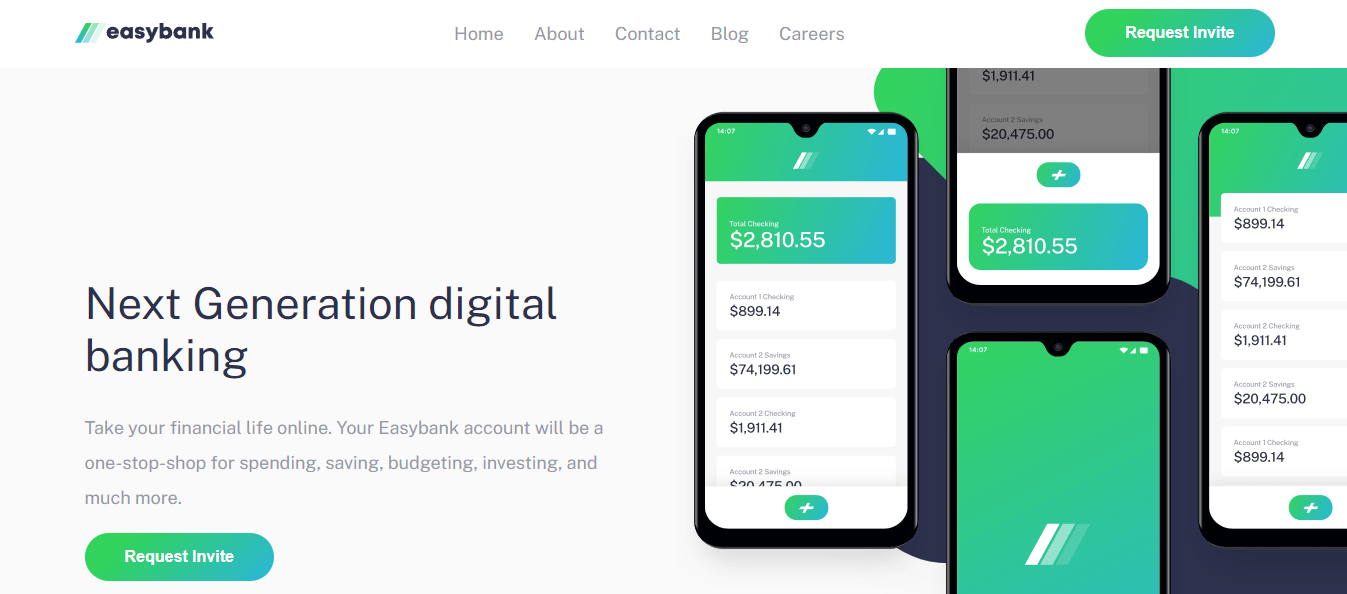 easybank
Home
About
Contact
Blog
Careers
Request Invite
Next Generation digital
banking
Take your financial life online. Your Easybank account will be a
one-stop-shop for spending, saving, budgeting, investing, and
much more.
Request Invite
14:07
Total Checking
$2,810.55
Account 1 Checking
$899.14
Account 2 Savings
$74,199.61
Account 2 Checking
$1,911.41
Account 2 Savings
$20,475.00
$1,911.41
Account 2 Savings
$20,475.00
Total Checking
$2,810.55
14:07
14:07
Account 1 Checking
$899.14
Account 2 Savings
$74,199.61
Account 2 Checking
$1,911.41
Account 2 Savings
$20,475.00
Account 1 Checking
$899.14